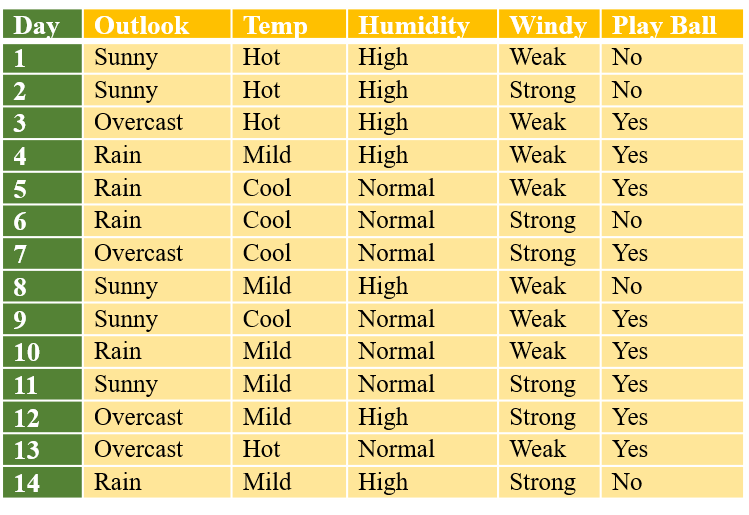 Day Outlook Temp Humidity Windy Play Ball
1 Sunny Hot High Weak No
2 Sunny Hot High Strong No
3 Overcast Hot High Weak Yes
4 Rain Mild High Weak Yes
5 Rain Cool Normal Weak Yes
6 Rain Cool Normal Strong No
7 Overcast Cool Normal Strong Yes
8 Sunny Mild High Weak No
9 Sunny Cool Normal Weak Yes
10 Rain Mild Normal Weak Yes
11 Sunny Mild Normal Strong Yes
12 Overcast Mild High Strong Yes
13 Overcast Hot Normal Weak Yes
14 Rain Mild High Strong No